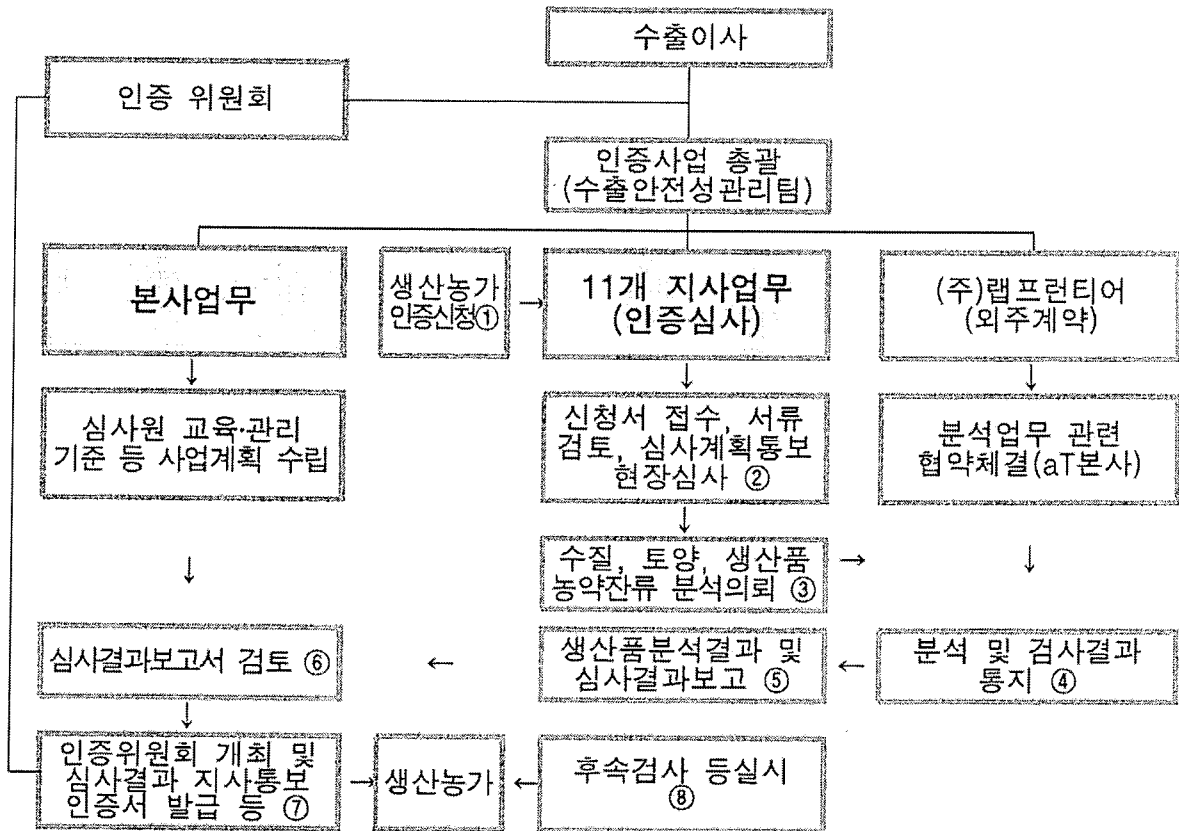 수출이사
인증 위원회
인증사업 총괄
(수출안전성관리팀)
본사업무
생산농가
인증신청①
→
11개 지사업무
(인증심사)
(주)랩프런티어
(외주계약)
↓
↓
↓
심사원 교육·관리
기준 등 사업계획 수립
신청서 접수, 서류
검토, 심사계획통보
현장심사 ②
분석업무 관련
협약체결(aT본사)
↓
↓
수질, 토양, 생산품
농약잔류 분석의뢰 ③
→
↓
심사결과보고서 검토 ⑥
←
생산품분석결과 및
심사결과보고 ⑤
←
분석 및 검사결과
통지 ④
↓
인증위원회 개최 및
심사결과 지사통보
인증서 발급 등 ⑦
→
생산농가
←
후속검사 등실시
⑧